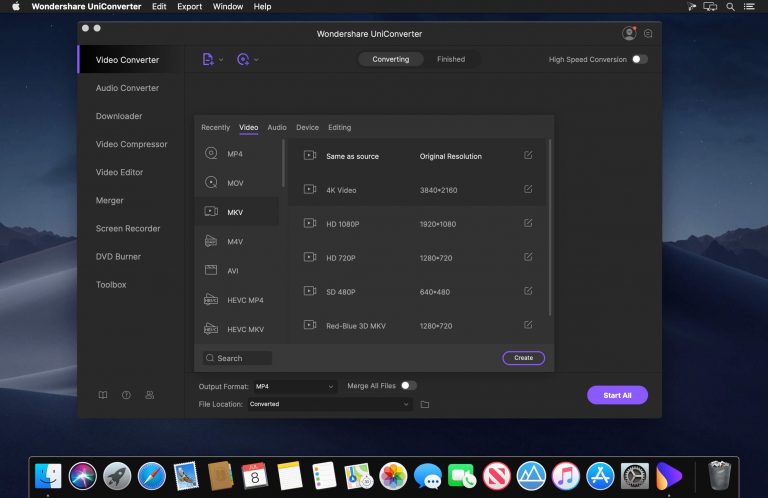 Wondershare UniConverter Edit Export Window Help
Wondershare UniConverter
Video Converter
Converting Finished
High Speed Conversion
Audio Converter
Downloader
Video Compressor
Video Editor
Merger
Screen Recorder
DVD Burner
Toolbox
Recently Video Audio Device Editing
MP4
MOV
MKV
M4V
AVI
HEVC MP4
HEVC MKV
Same as source Original Resolution
4K Video 3840*2160
HD 1080P 1920*1080
HD 720P 1280*720
SD 480P 640*480
Red-Blue 3D MKV 1280*720
Search
Create
Output Format: MP4
Merge All Files
File Location: Converted
Start All
JUL
8